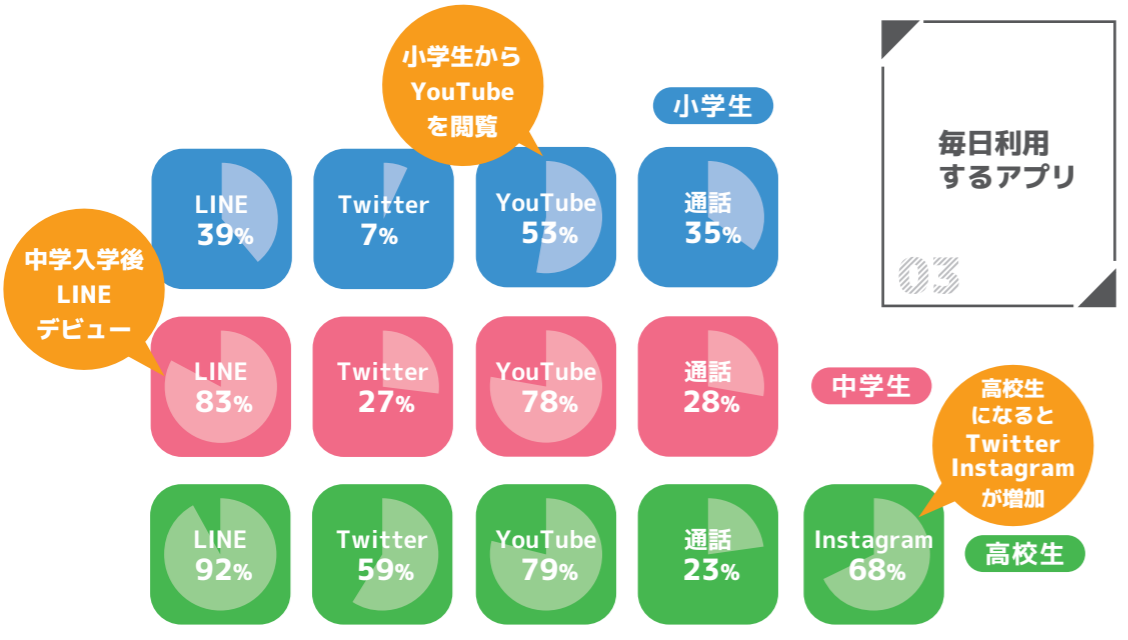 小学生から
YouTube
を閲覧
小学生
毎日利用
するアプリ
03
LINE
39%
Twitter
7%
YouTube
53%
通話
35%
中学入学後
LINE
デビュー
LINE
83%
Twitter
27%
YouTube
78%
通話
28%
中学生
高校生
になると
Twitter
Instagram
が増加
LINE
92%
Twitter
59%
YouTube
79%
通話
23%
Instagram
68%
高校生